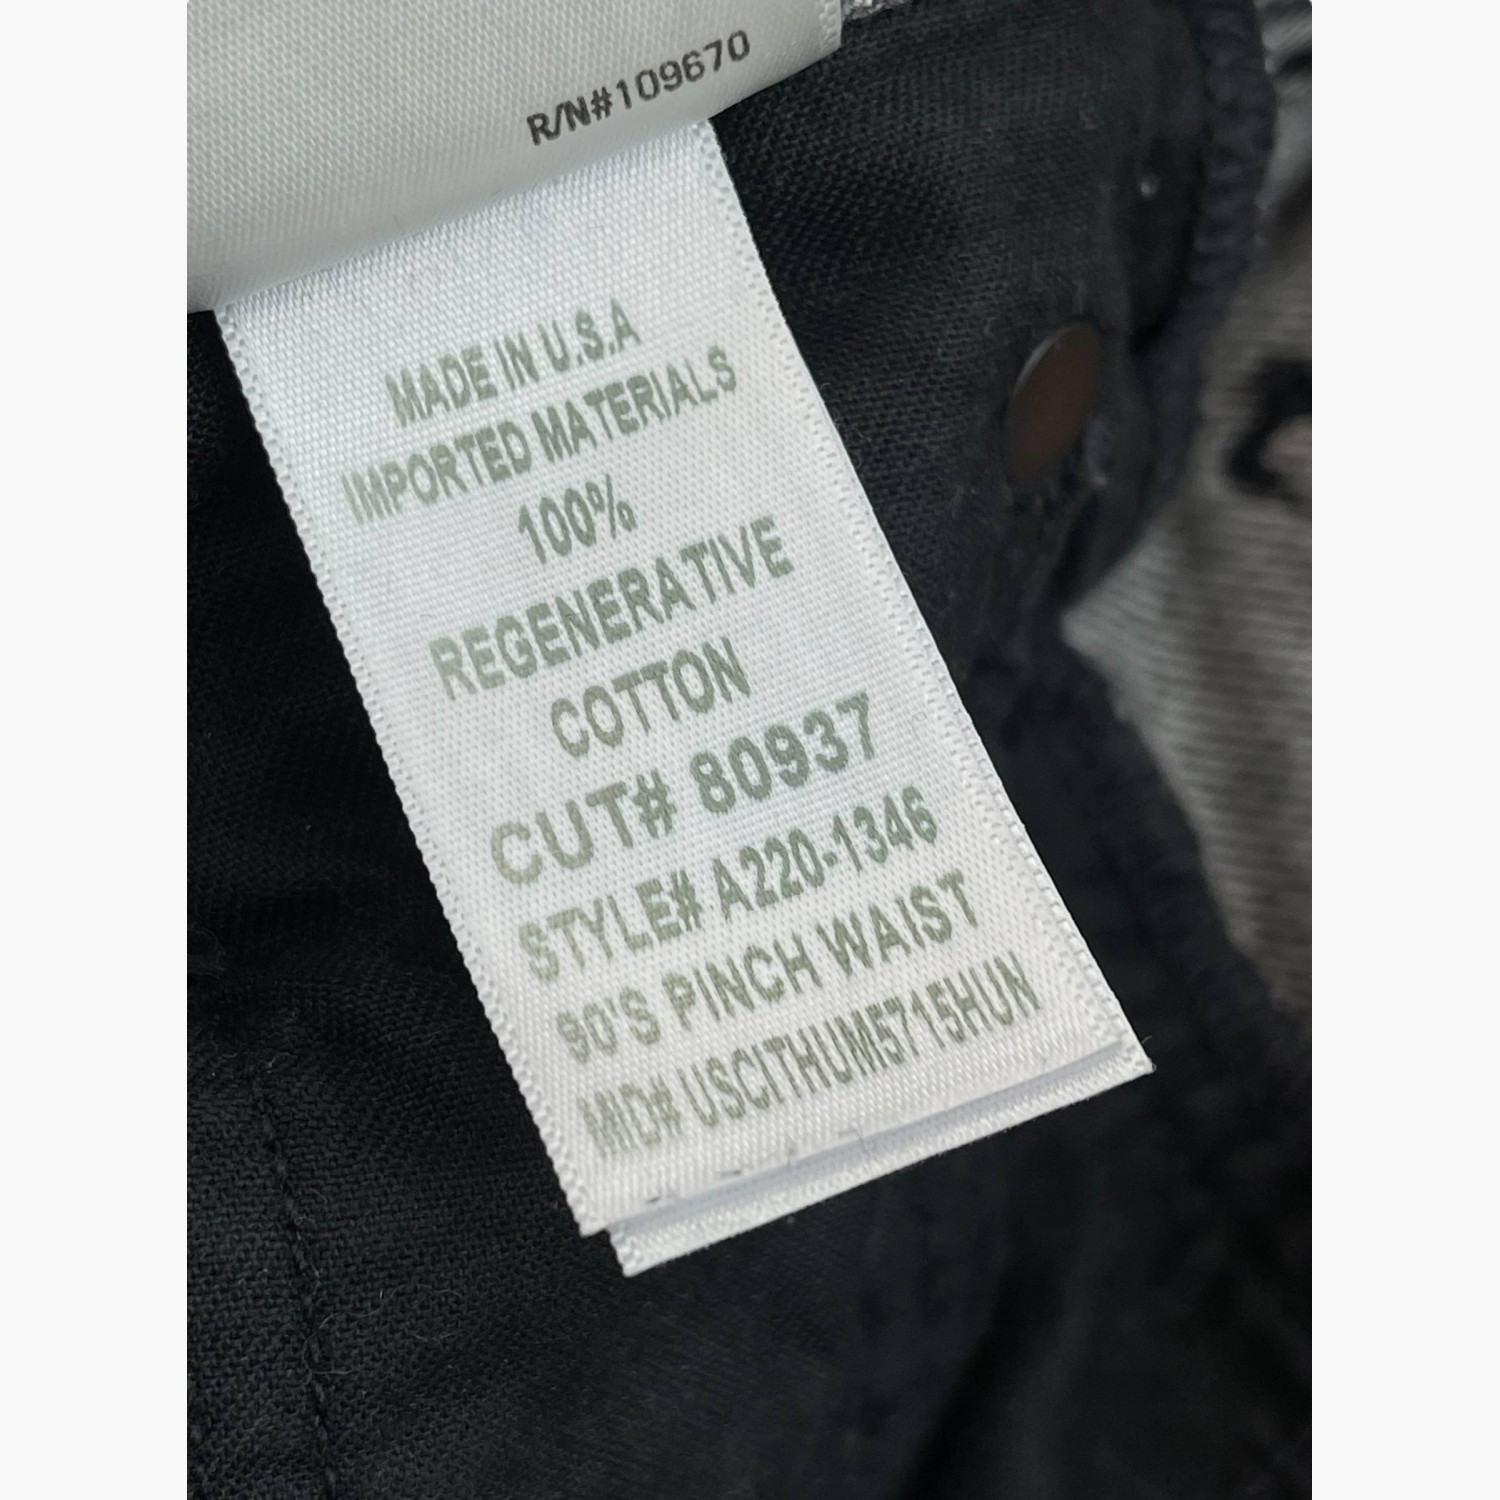 R/N#109670
MADE IN U.S.A
IMPORTED MATERIALS
100%
REGENERATIVE
COTTON
CUT# 80937
STYLE# A220-1346
90'S PINCH WAIST
MID# USCITHUM5715HUN